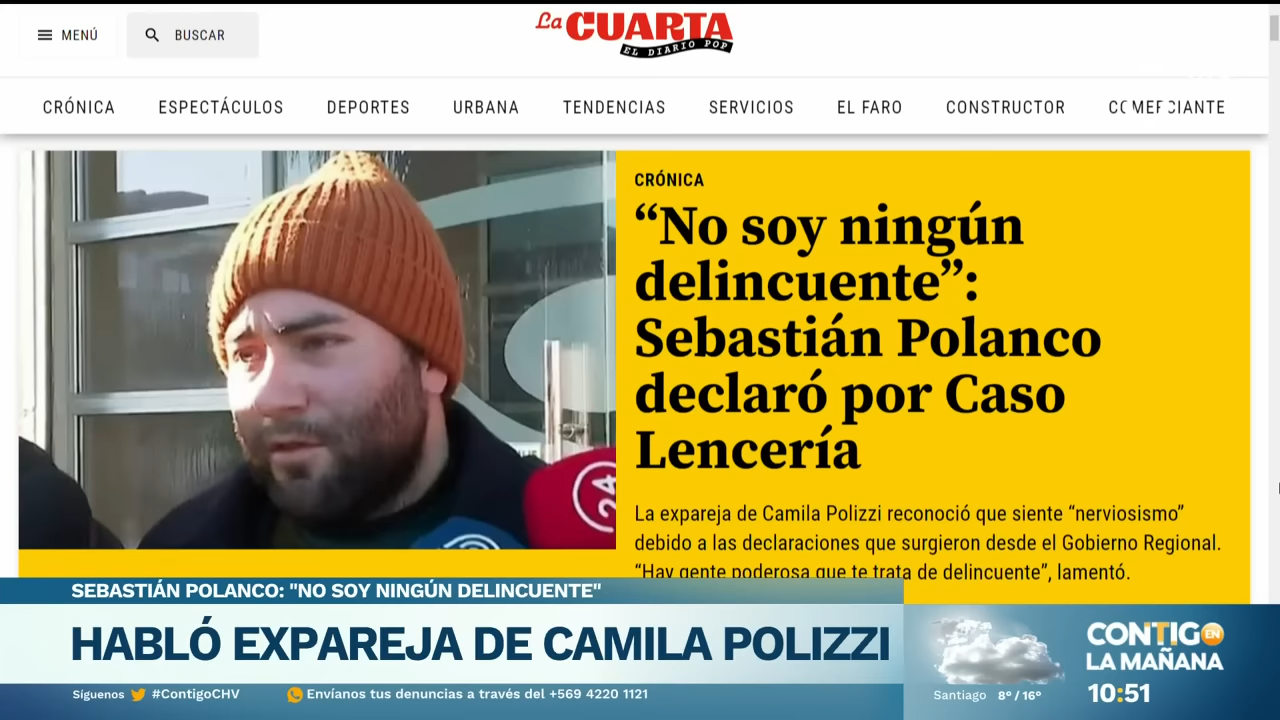 MENÚ
BUSCAR
La CUARTA
EL DIARIO POP
CRÓNICA
ESPECTÁCULOS
DEPORTES
URBANA
TENDENCIAS
SERVICIOS
EL FARO
CONSTRUCTOR
COMERCIANTE
CRÓNICA
“No soy ningún
delincuente”:
Sebastián Polanco
declaró por Caso
Lencería
La expareja de Camila Polizzi reconoció que siente “nerviosismo”
debido a las declaraciones que surgieron desde el Gobierno Regional.
“Hay gente poderosa que te trata de delincuente”, lamentó.
24
SEBASTIÁN POLANCO: "NO SOY NINGÚN DELINCUENTE"
HABLÓ EXPAREJA DE CAMILA POLIZZI
Síguenos #ContigoCHV
Envíanos tus denuncias a través del +569 4220 1121
Santiago 8° / 16°
CONTIGO EN
LA MAÑANA
10:51